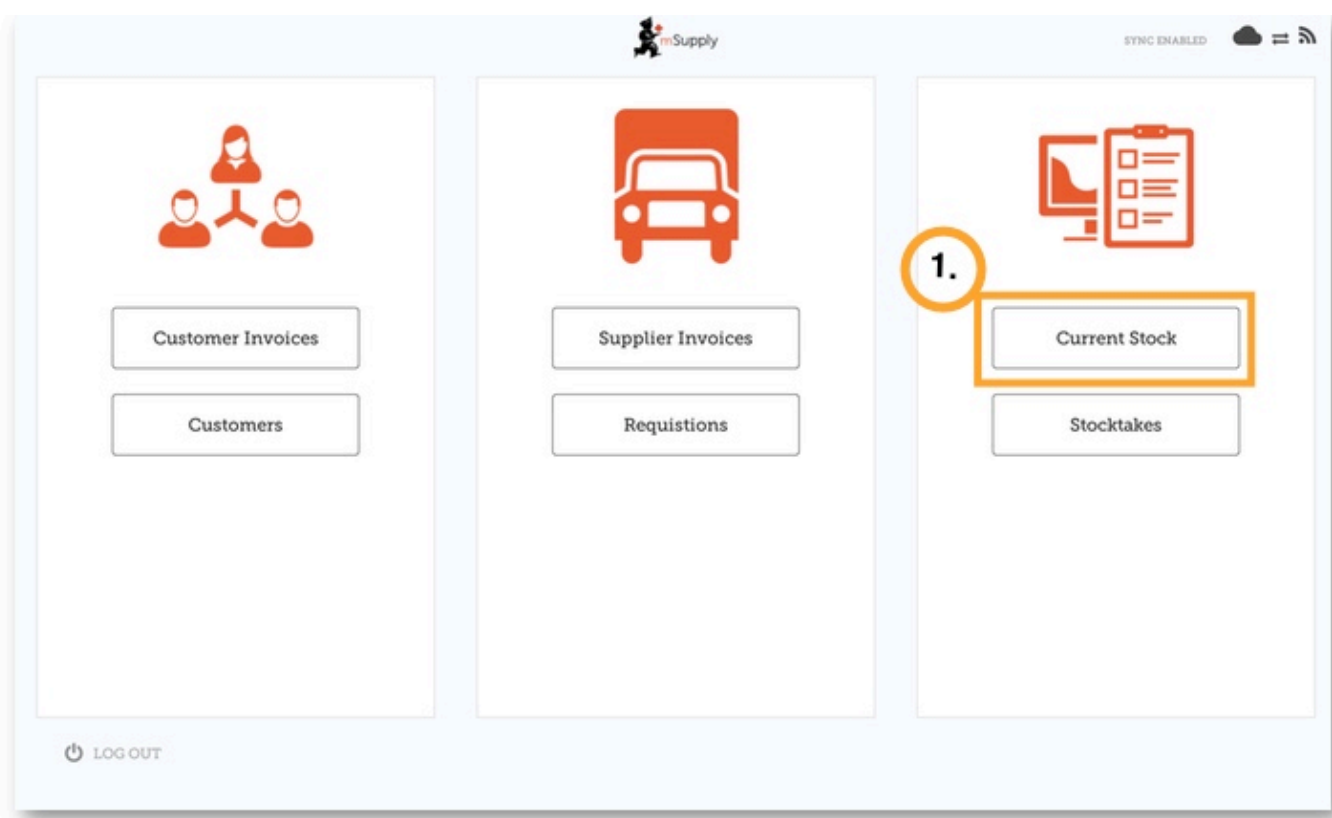 mSupply
SYNC ENABLED
1.
Customer Invoices
Supplier Invoices
Current Stock
Customers
Requistions
Stocktakes
LOG OUT